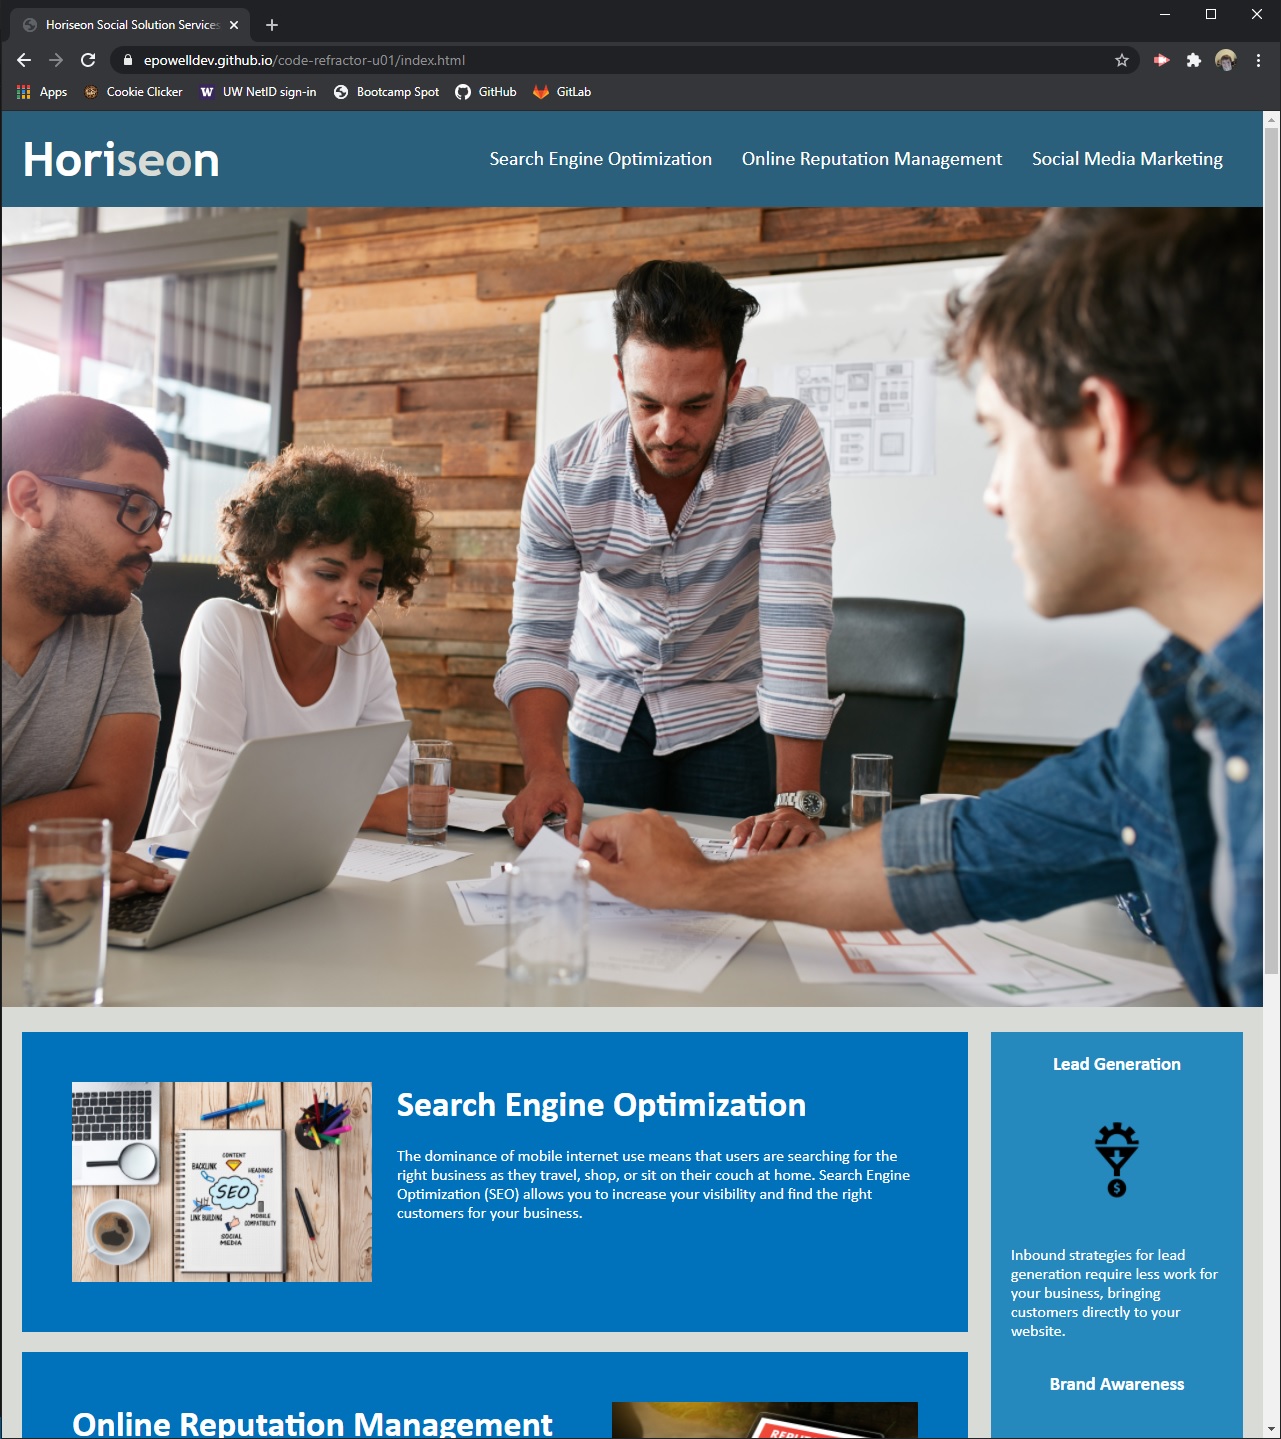 Horiseon Social Solution Services
epowelldev.github.io/code-refractor-u01/index.html
Apps
Cookie Clicker
W
UW NetID sign-in
Bootcamp Spot
GitHub
GitLab
Horiseon
Search Engine Optimization
Online Reputation Management
Social Media Marketing
CONTENT
BACKLINK
HEADINGS
SEO
LINK BUILDING
MOBILE
COMPATIBILITY
SOCIAL
MEDIA
Search Engine Optimization
The dominance of mobile internet use means that users are searching for the
right business as they travel, shop, or sit on their couch at home. Search Engine
Optimization (SEO) allows you to increase your visibility and find the right
customers for your business.
Lead Generation
$
Inbound strategies for lead
generation require less work for
your business, bringing
customers directly to your
website.
Brand Awareness
Online Reputation Management